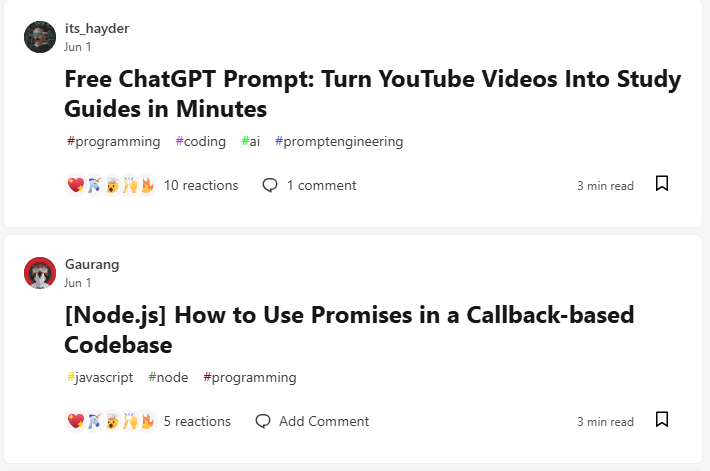 its_hayder
Jun 1
Free ChatGPT Prompt: Turn YouTube Videos Into Study
Guides in Minutes
#programming #coding #ai #promptengineering
10 reactions 1 comment 3 min read
Gaurang
Jun 1
[Node.js] How to Use Promises in a Callback-based
Codebase
#javascript #node #programming
5 reactions Add Comment 3 min read